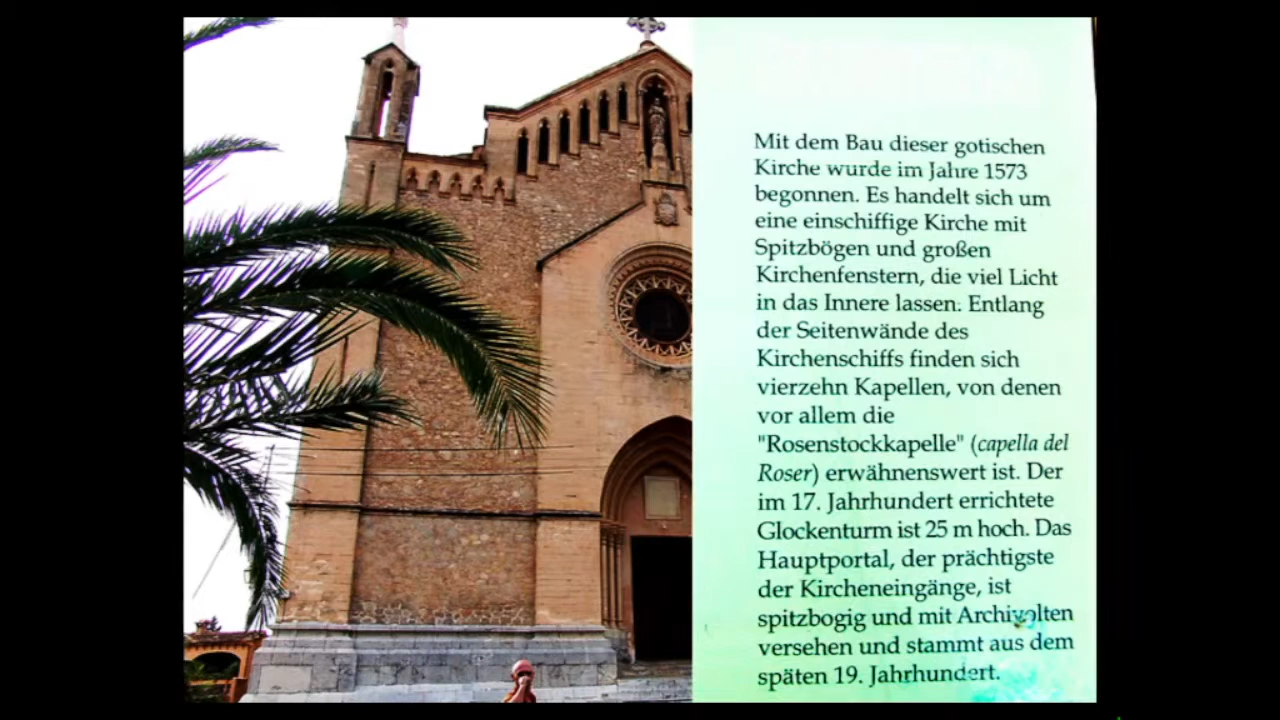 Mit dem Bau dieser gotischen
Kirche wurde im Jahre 1573
begonnen. Es handelt sich um
eine einschiffige Kirche mit
Spitzbögen und großen
Kirchenfenstern, die viel Licht
in das Innere lassen. Entlang
der Seitenwände des
Kirchenschiffs finden sich
vierzehn Kapellen, von denen
vor allem die
"Rosenstockkapelle" (capella del
Roser) erwähnenswert ist. Der
im 17. Jahrhundert errichtete
Glockenturm ist 25 m hoch. Das
Hauptportal, der prächtigste
der Kircheneingänge, ist
spitzbogig und mit Archivolten
versehen und stammt aus dem
späten 19. Jahrhundert.